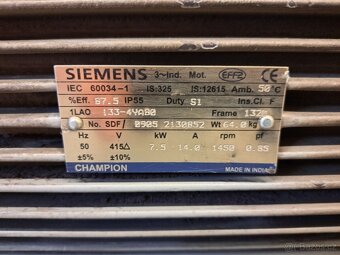 SIEMENS 3~Ind. Mot. EFF2 CE
IEC 60034-1 IS:325 IS:12615 Amb. 50°C
%Eff. 87.5 IP55 Duty S1 Ins.Cl. F
1LA0 133-4YA80 Frame 132
No. SDF/ 0905 2130852 Wt 64.0 kg
Hz V kW A rpm pf
50 415Δ 7.5 14.0 1450 0.85
±5% ±10%
CHAMPION MADE IN INDIA